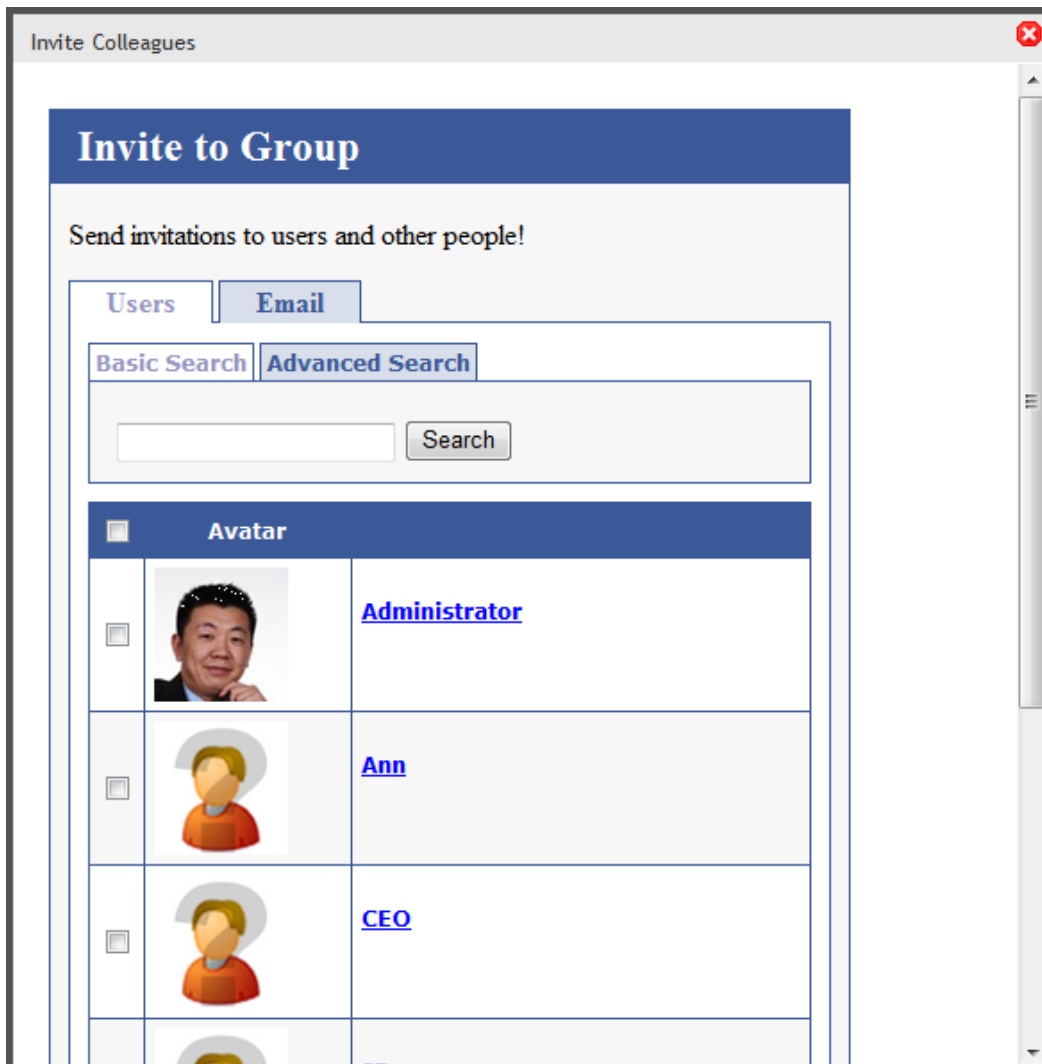 Invite Colleagues
Invite to Group
Send invitations to users and other people!
Users Email
Basic Search Advanced Search
Search
Avatar
Administrator
Ann
CEO